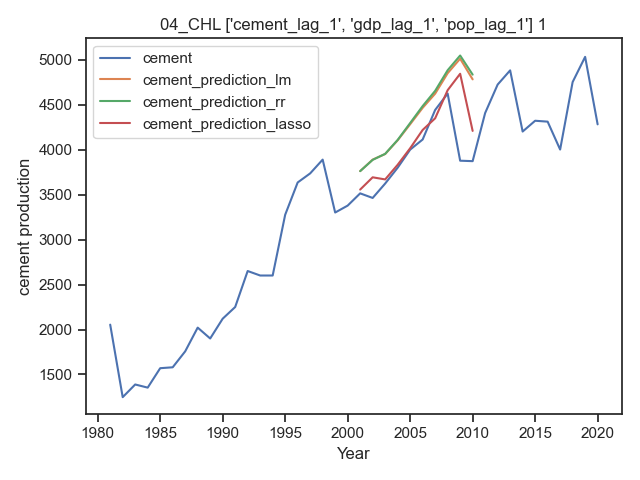 04_CHL ['cement_lag_1', 'gdp_lag_1', 'pop_lag_1'] 1
cement
cement_prediction_lm
cement_prediction_rr
cement_prediction_lasso
cement production
5000
4500
4000
3500
3000
2500
2000
1500
1980 1985 1990 1995 2000 2005 2010 2015 2020
Year